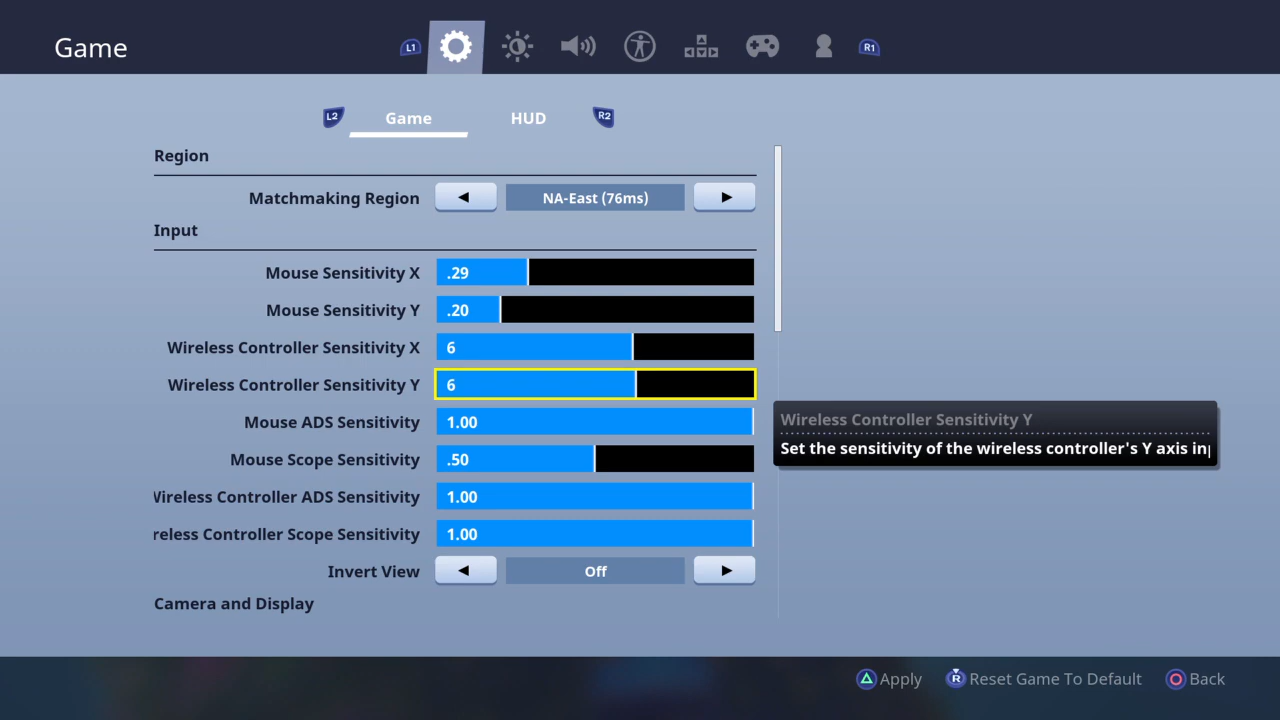 Game
L1
R1
L2
Game
HUD
R2
Region
Matchmaking Region
NA-East (76ms)
Input
Mouse Sensitivity X
.29
Mouse Sensitivity Y
.20
Wireless Controller Sensitivity X
6
Wireless Controller Sensitivity Y
6
Mouse ADS Sensitivity
1.00
Mouse Scope Sensitivity
.50
Wireless Controller ADS Sensitivity
1.00
reless Controller Scope Sensitivity
1.00
Invert View
Off
Camera and Display
Wireless Controller Sensitivity Y
Set the sensitivity of the wireless controller's Y axis in
Apply
R
Reset Game To Default
Back